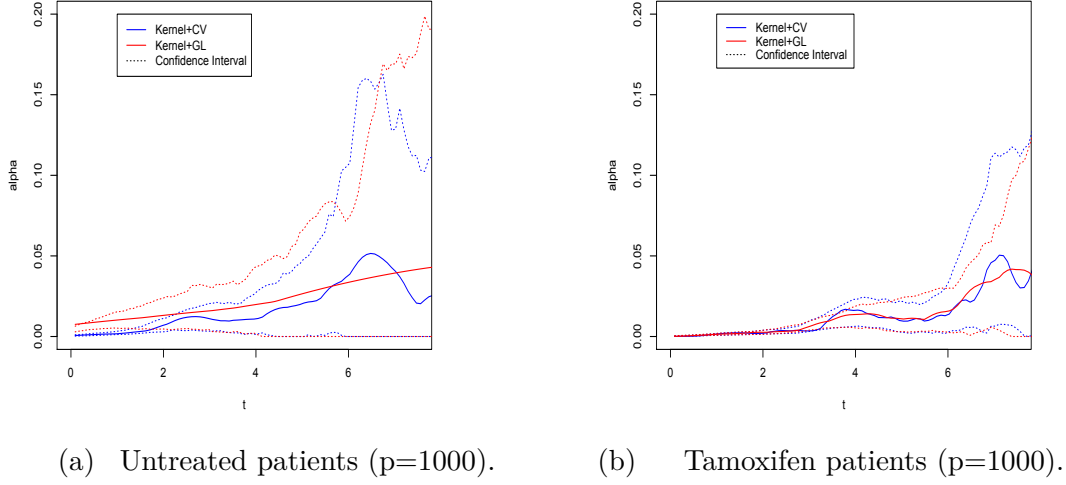 0.20
0.15
0.10
0.05
0.00
alpha
Kernel+CV
Kernel+GL
Confidence Interval
0 2 4 6
t
(a) Untreated patients (p=1000).
0.20
0.15
0.10
0.05
0.00
alpha
Kernel+CV
Kernel+GL
Confidence Interval
0 2 4 6
t
(b) Tamoxifen patients (p=1000).